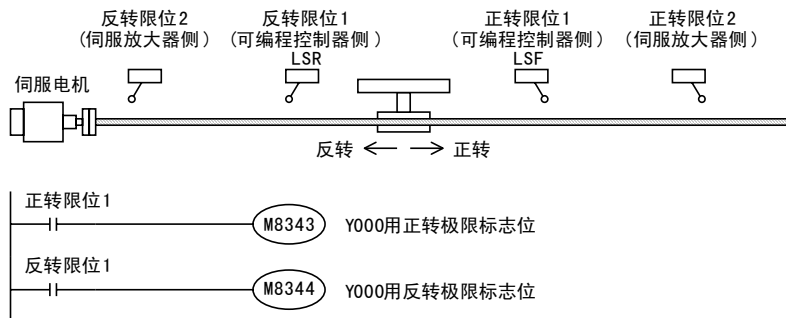 反转限位2 反转限位1 正转限位1 正转限位2
（伺服放大器侧） （可编程控制器侧） （可编程控制器侧） （伺服放大器侧）
LSR LSF
伺服电机
反转 正转
正转限位1
M8343 Y000用正转极限标志位
反转限位1
M8344 Y000用反转极限标志位